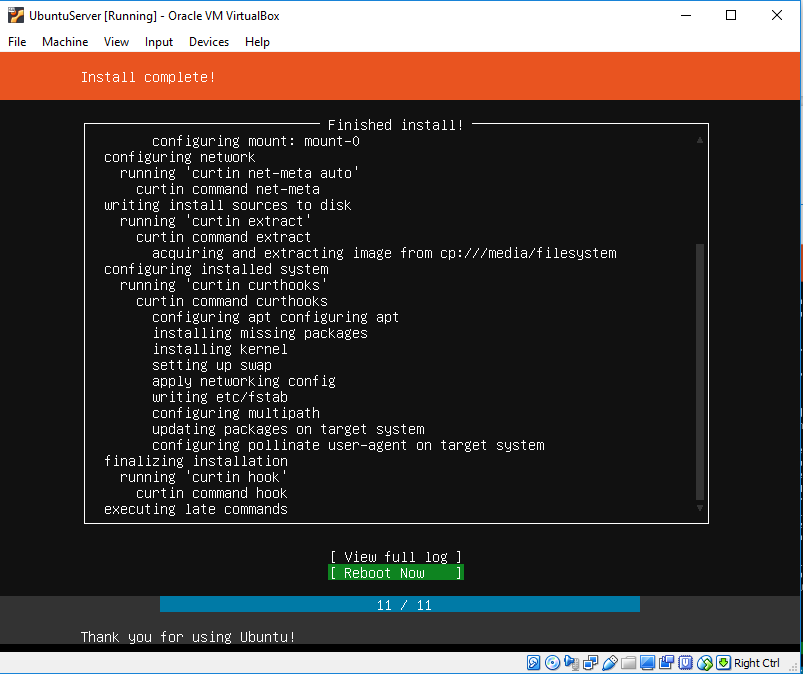 UbuntuServer [Running] - Oracle VM VirtualBox
File Machine View Input Devices Help
Install complete!
Finished install!
configuring mount: mount-0
configuring network
running 'curtin net-meta auto'
curtin command net-meta
writing install sources to disk
running 'curtin extract'
curtin command extract
acquiring and extracting image from cp:///media/filesystem
configuring installed system
running 'curtin curthooks'
curtin command curthooks
configuring apt configuring apt
installing missing packages
installing kernel
setting up swap
apply networking config
writing etc/fstab
configuring multipath
updating packages on target system
configuring pollinate user-agent on target system
finalizing installation
running 'curtin hook'
curtin command hook
executing late commands
[ View full log ]
[ Reboot Now ]
11 / 11
Thank you for using Ubuntu!
Right Ctrl